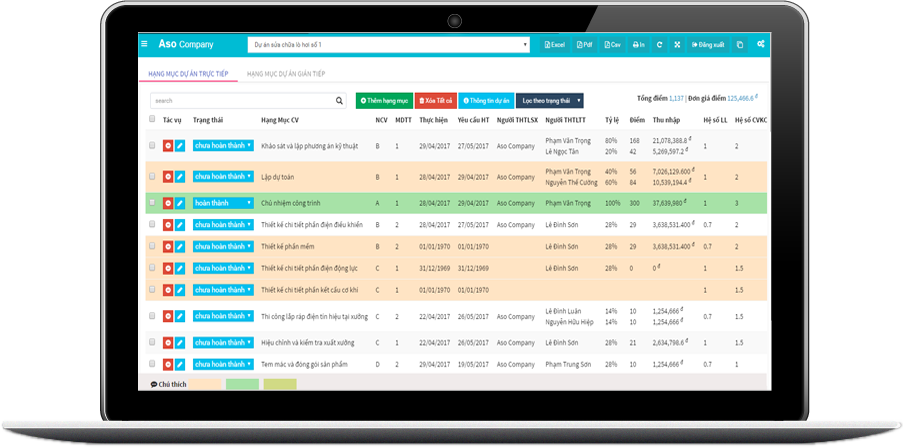 Aso Company Dự án sửa chữa lò hơi số 1 Excel Pdf Csv In Đăng xuất
HẠNG MỤC DỰ ÁN TRỰC TIẾP HẠNG MỤC DỰ ÁN GIÁN TIẾP
search Thêm hạng mục Xóa Tất cả Thông tin dự án Lọc theo trạng thái Tổng điểm 1,137 | Đơn giá điểm 125,466.6 đ
Tác vụ Trạng thái Hạng Mục CV NCV MDTT Thực hiện Yêu cầu HT Người THTLSX Người THTLTT Tỷ lệ Điểm Thu nhập Hệ số LL Hệ số CVKC
chưa hoàn thành Khảo sát và lập phương án kỹ thuật B 1 29/04/2017 27/05/2017 Aso Company Phạm Văn Trọng 80% 168 21,078,388.8 đ 1 2
Lê Ngọc Tân 20% 42 5,269,597.2 đ
chưa hoàn thành Lập dự toán B 1 28/04/2017 29/04/2017 Aso Company Phạm Văn Trọng 40% 56 7,026,129.600 đ 1 2
Nguyễn Thế Cường 60% 84 10,539,194.4 đ
hoàn thành Chủ nhiệm công trình A 1 28/04/2017 29/04/2017 Aso Company Phạm Văn Trọng 100% 300 37,639,980 đ 1 3
chưa hoàn thành Thiết kế chi tiết phần điện điều khiển B 2 28/04/2017 27/05/2017 Aso Company Lê Đình Sơn 28% 29 3,638,531.400 đ 0.7 2
chưa hoàn thành Thiết kế phần mềm B 2 01/01/1970 01/01/1970 Lê Đình Sơn 28% 29 3,638,531.400 đ 0.7 2
chưa hoàn thành Thiết kế chi tiết phần điện động lực C 1 31/12/1969 31/12/1969 Lê Đình Sơn 28% 0 0 đ 1 1.5
chưa hoàn thành Thiết kế chi tiết phần kết cấu cơ khí C 1 01/01/1970 01/01/1970 1 1.5
chưa hoàn thành Thi công lắp ráp điện tín hiệu tại xưởng C 2 22/04/2017 26/05/2017 Aso Company Lê Đình Luân 14% 10 1,254,666 đ 0.7 1.5
Nguyễn Hữu Hiệp 14% 10 1,254,666 đ
chưa hoàn thành Hiệu chỉnh và kiểm tra xuất xưởng C 1 22/04/2017 26/05/2017 Aso Company Lê Đình Sơn 28% 21 2,634,798.6 đ 1 1.5
chưa hoàn thành Tem mác và đóng gói sản phẩm D 2 29/04/2017 19/05/2017 Aso Company Phạm Trung Sơn 28% 10 1,254,666 đ 0.7 1
Chú thích